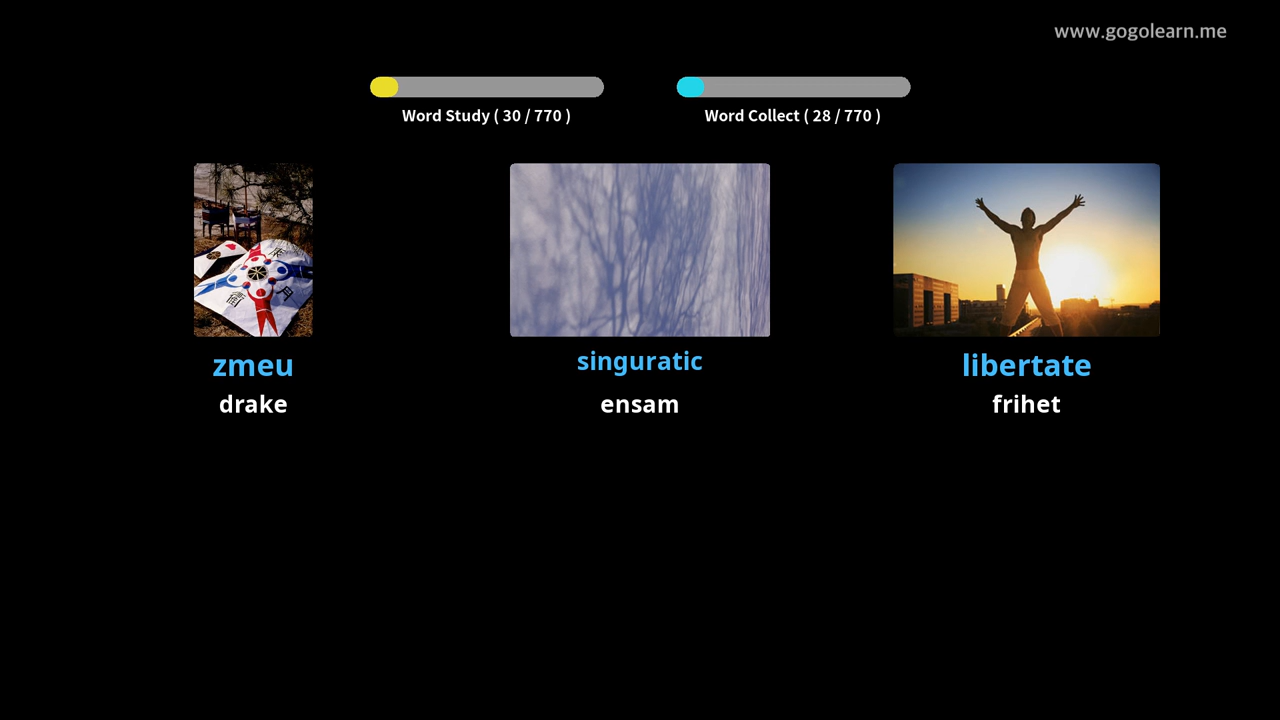 www.gogolearn.me
Word Study ( 30 / 770 )
Word Collect ( 28 / 770 )
zmeu
drake
singuratic
ensam
libertate
frihet